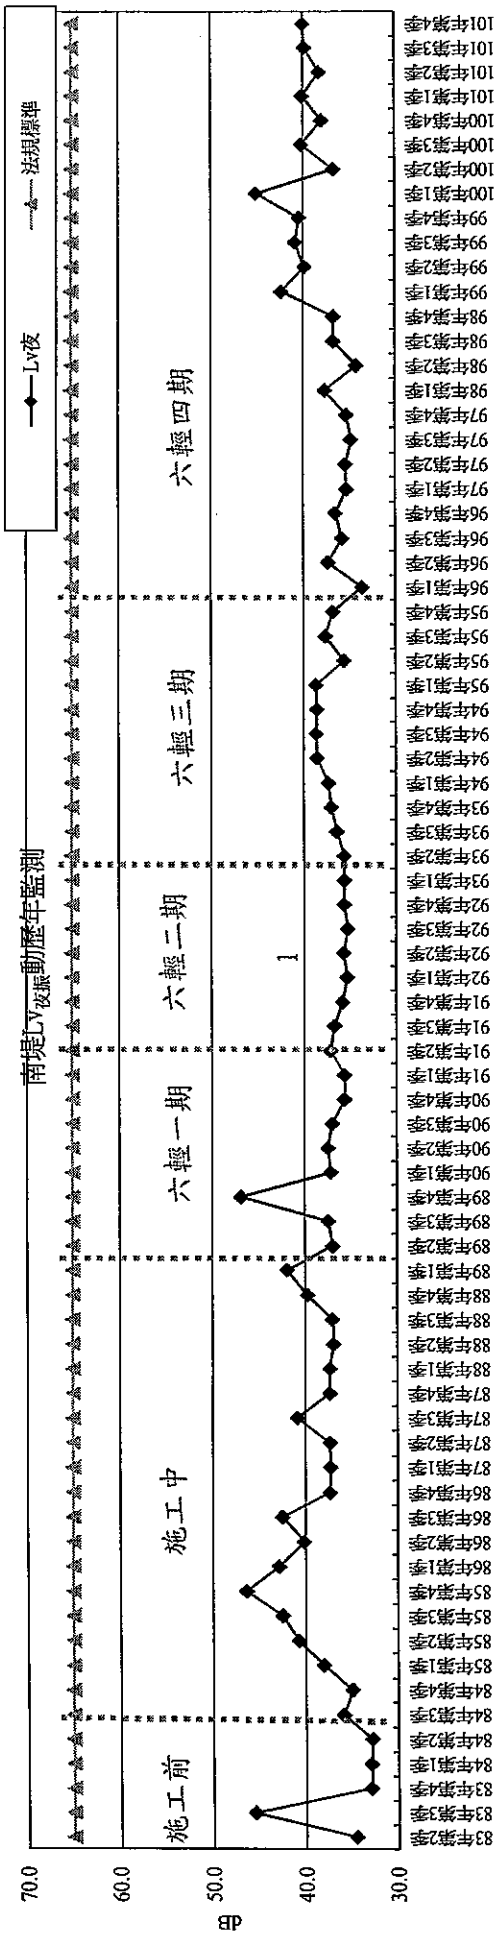 南堤Lv夜振動歷年監測
Lv夜
法規標準
dB
70.0
60.0
50.0
40.0
30.0
施工前
施工中
六輕一期
六輕二期
六輕三期
六輕四期
1
83年第2季
83年第3季
83年第4季
84年第1季
84年第2季
84年第3季
84年第4季
85年第1季
85年第2季
85年第3季
85年第4季
86年第1季
86年第2季
86年第3季
86年第4季
87年第1季
87年第2季
87年第3季
87年第4季
88年第1季
88年第2季
88年第3季
88年第4季
89年第1季
89年第2季
89年第3季
89年第4季
90年第1季
90年第2季
90年第3季
90年第4季
91年第1季
91年第2季
91年第3季
91年第4季
92年第1季
92年第2季
92年第3季
92年第4季
93年第1季
93年第2季
93年第3季
93年第4季
94年第1季
94年第2季
94年第3季
94年第4季
95年第1季
95年第2季
95年第3季
95年第4季
96年第1季
96年第2季
96年第3季
96年第4季
97年第1季
97年第2季
97年第3季
97年第4季
98年第1季
98年第2季
98年第3季
98年第4季
99年第1季
99年第2季
99年第3季
99年第4季
100年第1季
100年第2季
100年第3季
100年第4季
101年第1季
101年第2季
101年第3季
101年第4季